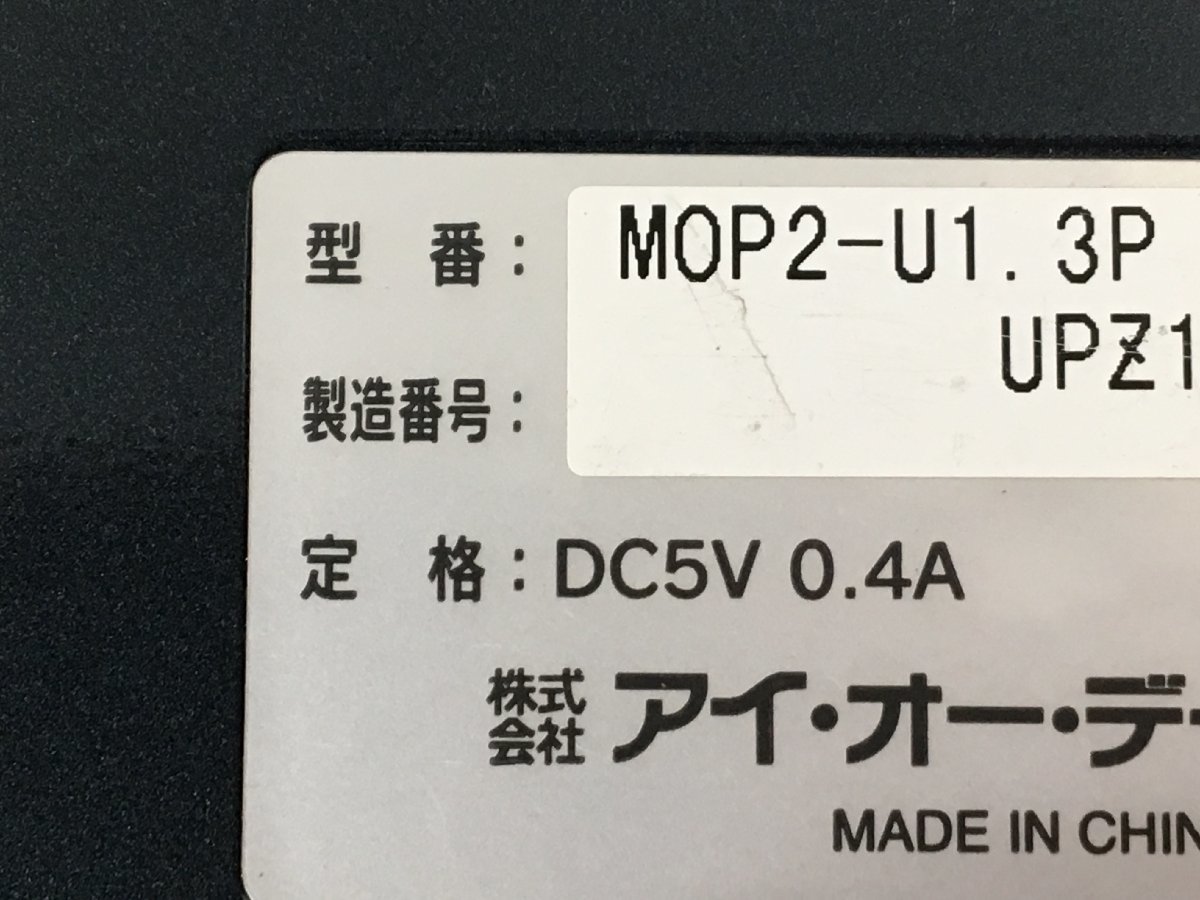 型 番: MOP2-U1.3P
UPZ1
製造番号:
定 格: DC5V 0.4A
株式会社 アイ・オー・デー
MADE IN CHIN